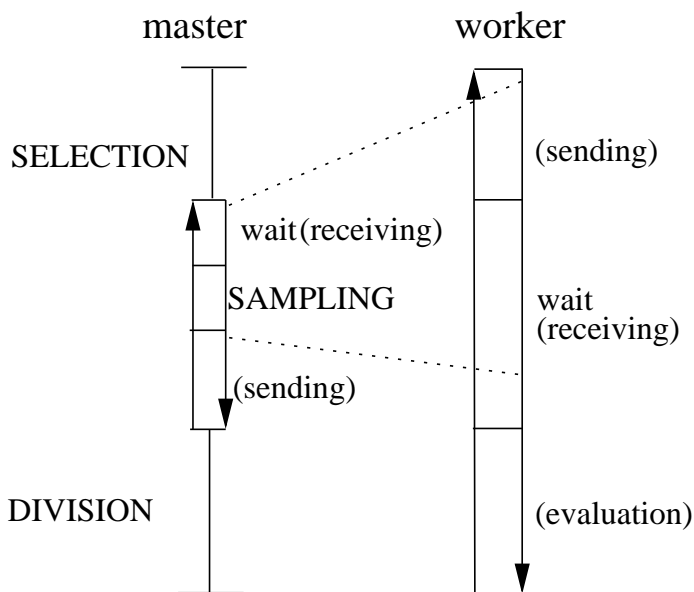 master
worker
SELECTION
(sending)
wait(receiving)
SAMPLING
wait
(receiving)
(sending)
DIVISION
(evaluation)